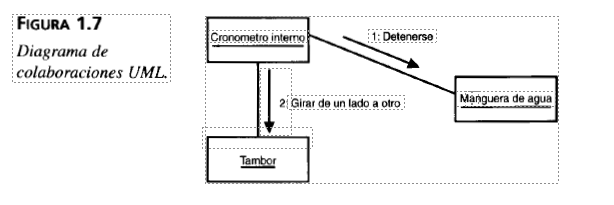 FIGURA 1.7
Diagrama de
colaboraciones UML.
Cronometro interno
1: Detenerse
Manguera de agua
2: Girar de un lado a otro
Tambor